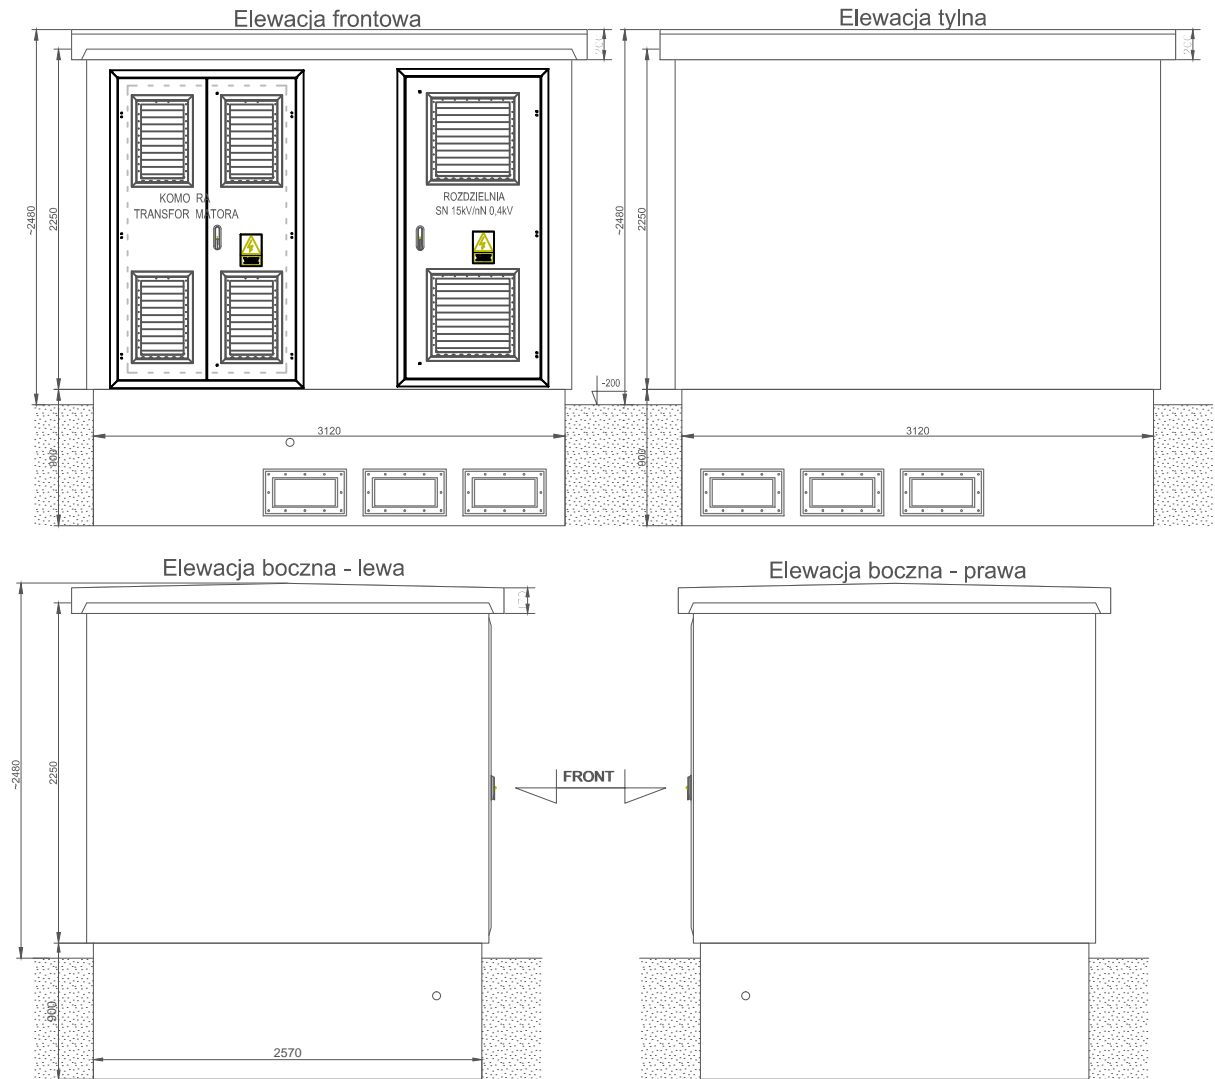 Elewacja frontowa
Elewacja tylna
~2480
2250
KOMO RA
TRANSFOR MATORA
ROZDZIELNIA
SN 15kV/nN 0,4kV
-200
900
3120
~2480
2250
900
3120
Elewacja boczna - lewa
Elewacja boczna - prawa
~2480
2250
900
2570
FRONT